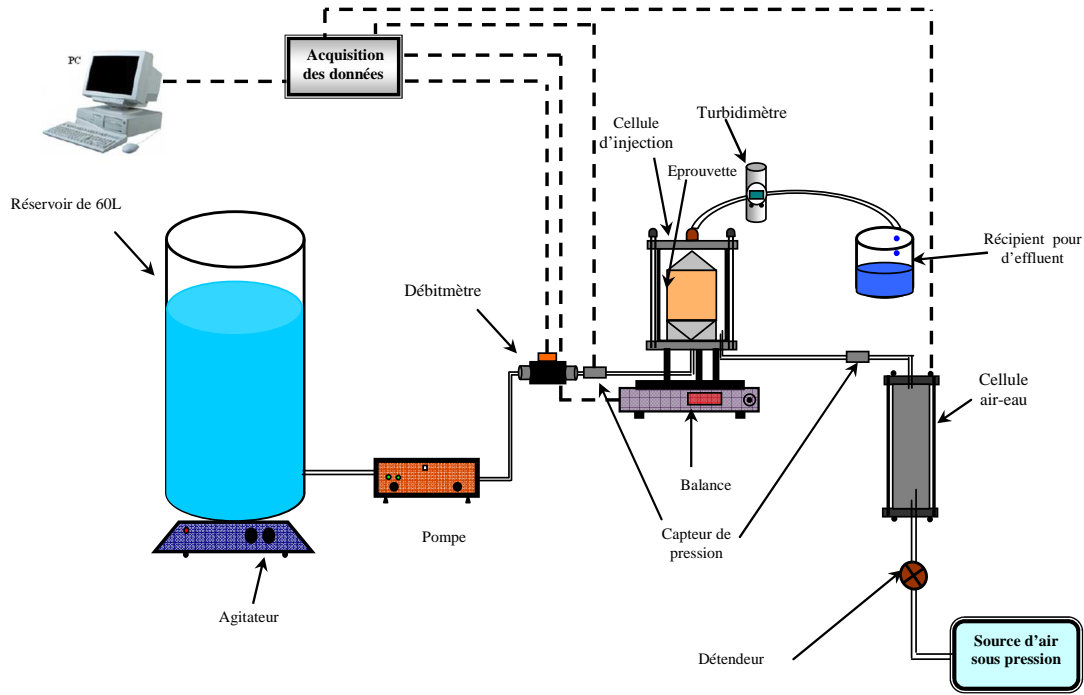 PC
Acquisition
des données
Turbidimètre
Cellule
d'injection
Eprouvette
Réservoir de 60L
Récipient pour
d'effluent
Débitmètre
Cellule
air-eau
Balance
Pompe
Capteur de
pression
Agitateur
Détendeur
Source d'air
sous pression